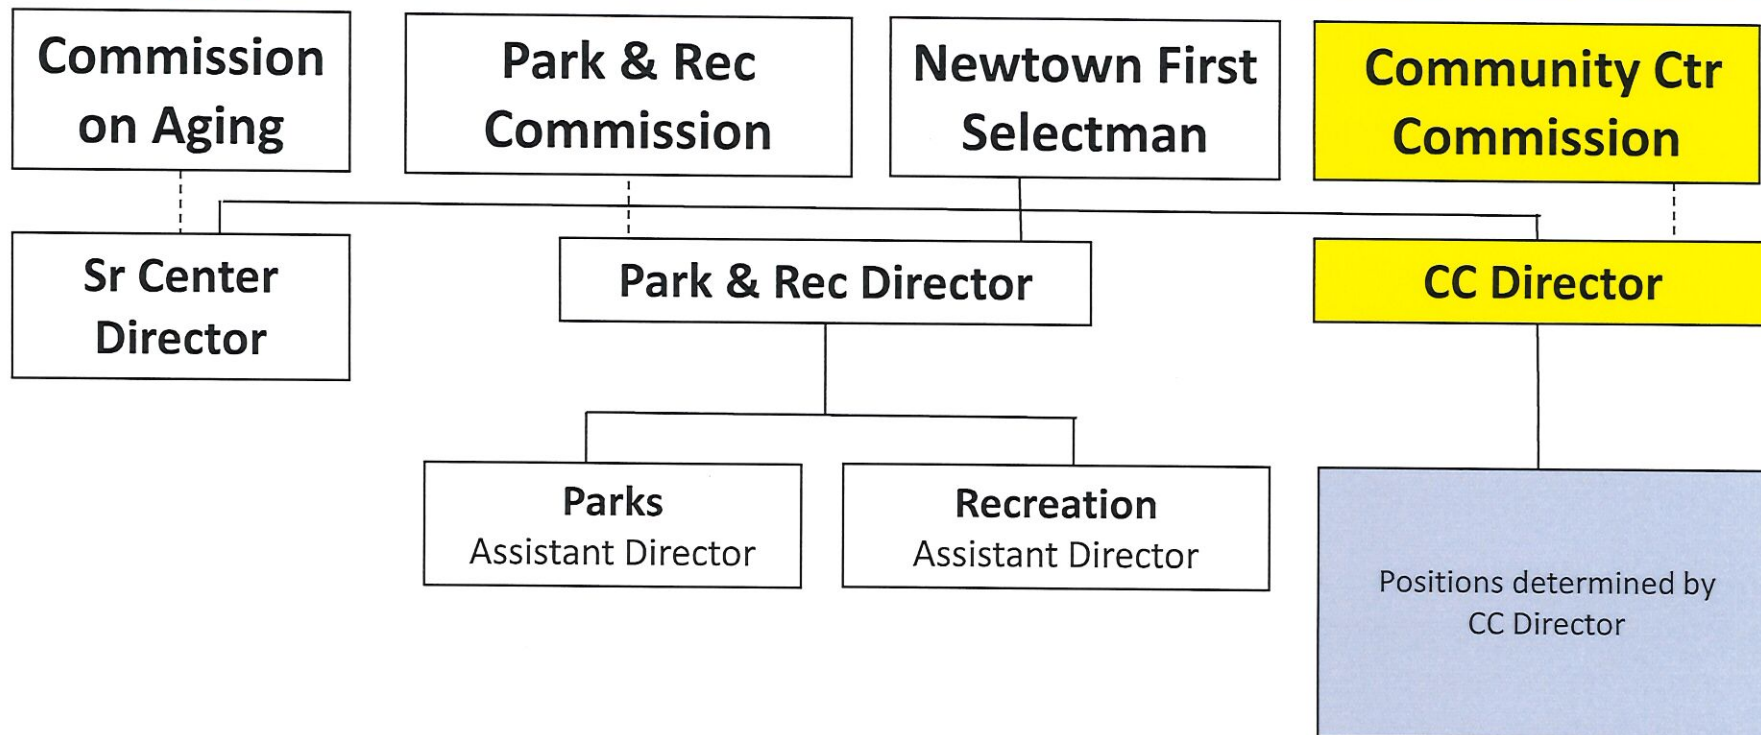 Commission
on Aging
Park & Rec
Commission
Newtown First
Selectman
Community Ctr
Commission
Sr Center
Director
Park & Rec Director
CC Director
Parks
Assistant Director
Recreation
Assistant Director
Positions determined by
CC Director